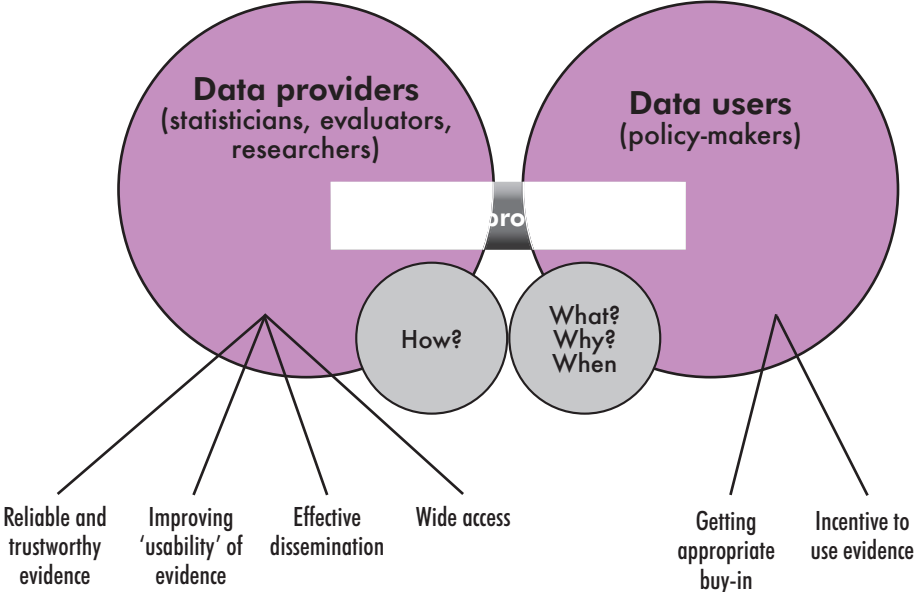 Data providers
(statisticians, evaluators,
researchers)
Data users
(policy-makers)
How?
What?
Why?
When
Reliable and
trustworthy
evidence
Improving
‘usability’ of
evidence
Effective
dissemination
Wide access
Getting
appropriate
buy-in
Incentive to
use evidence